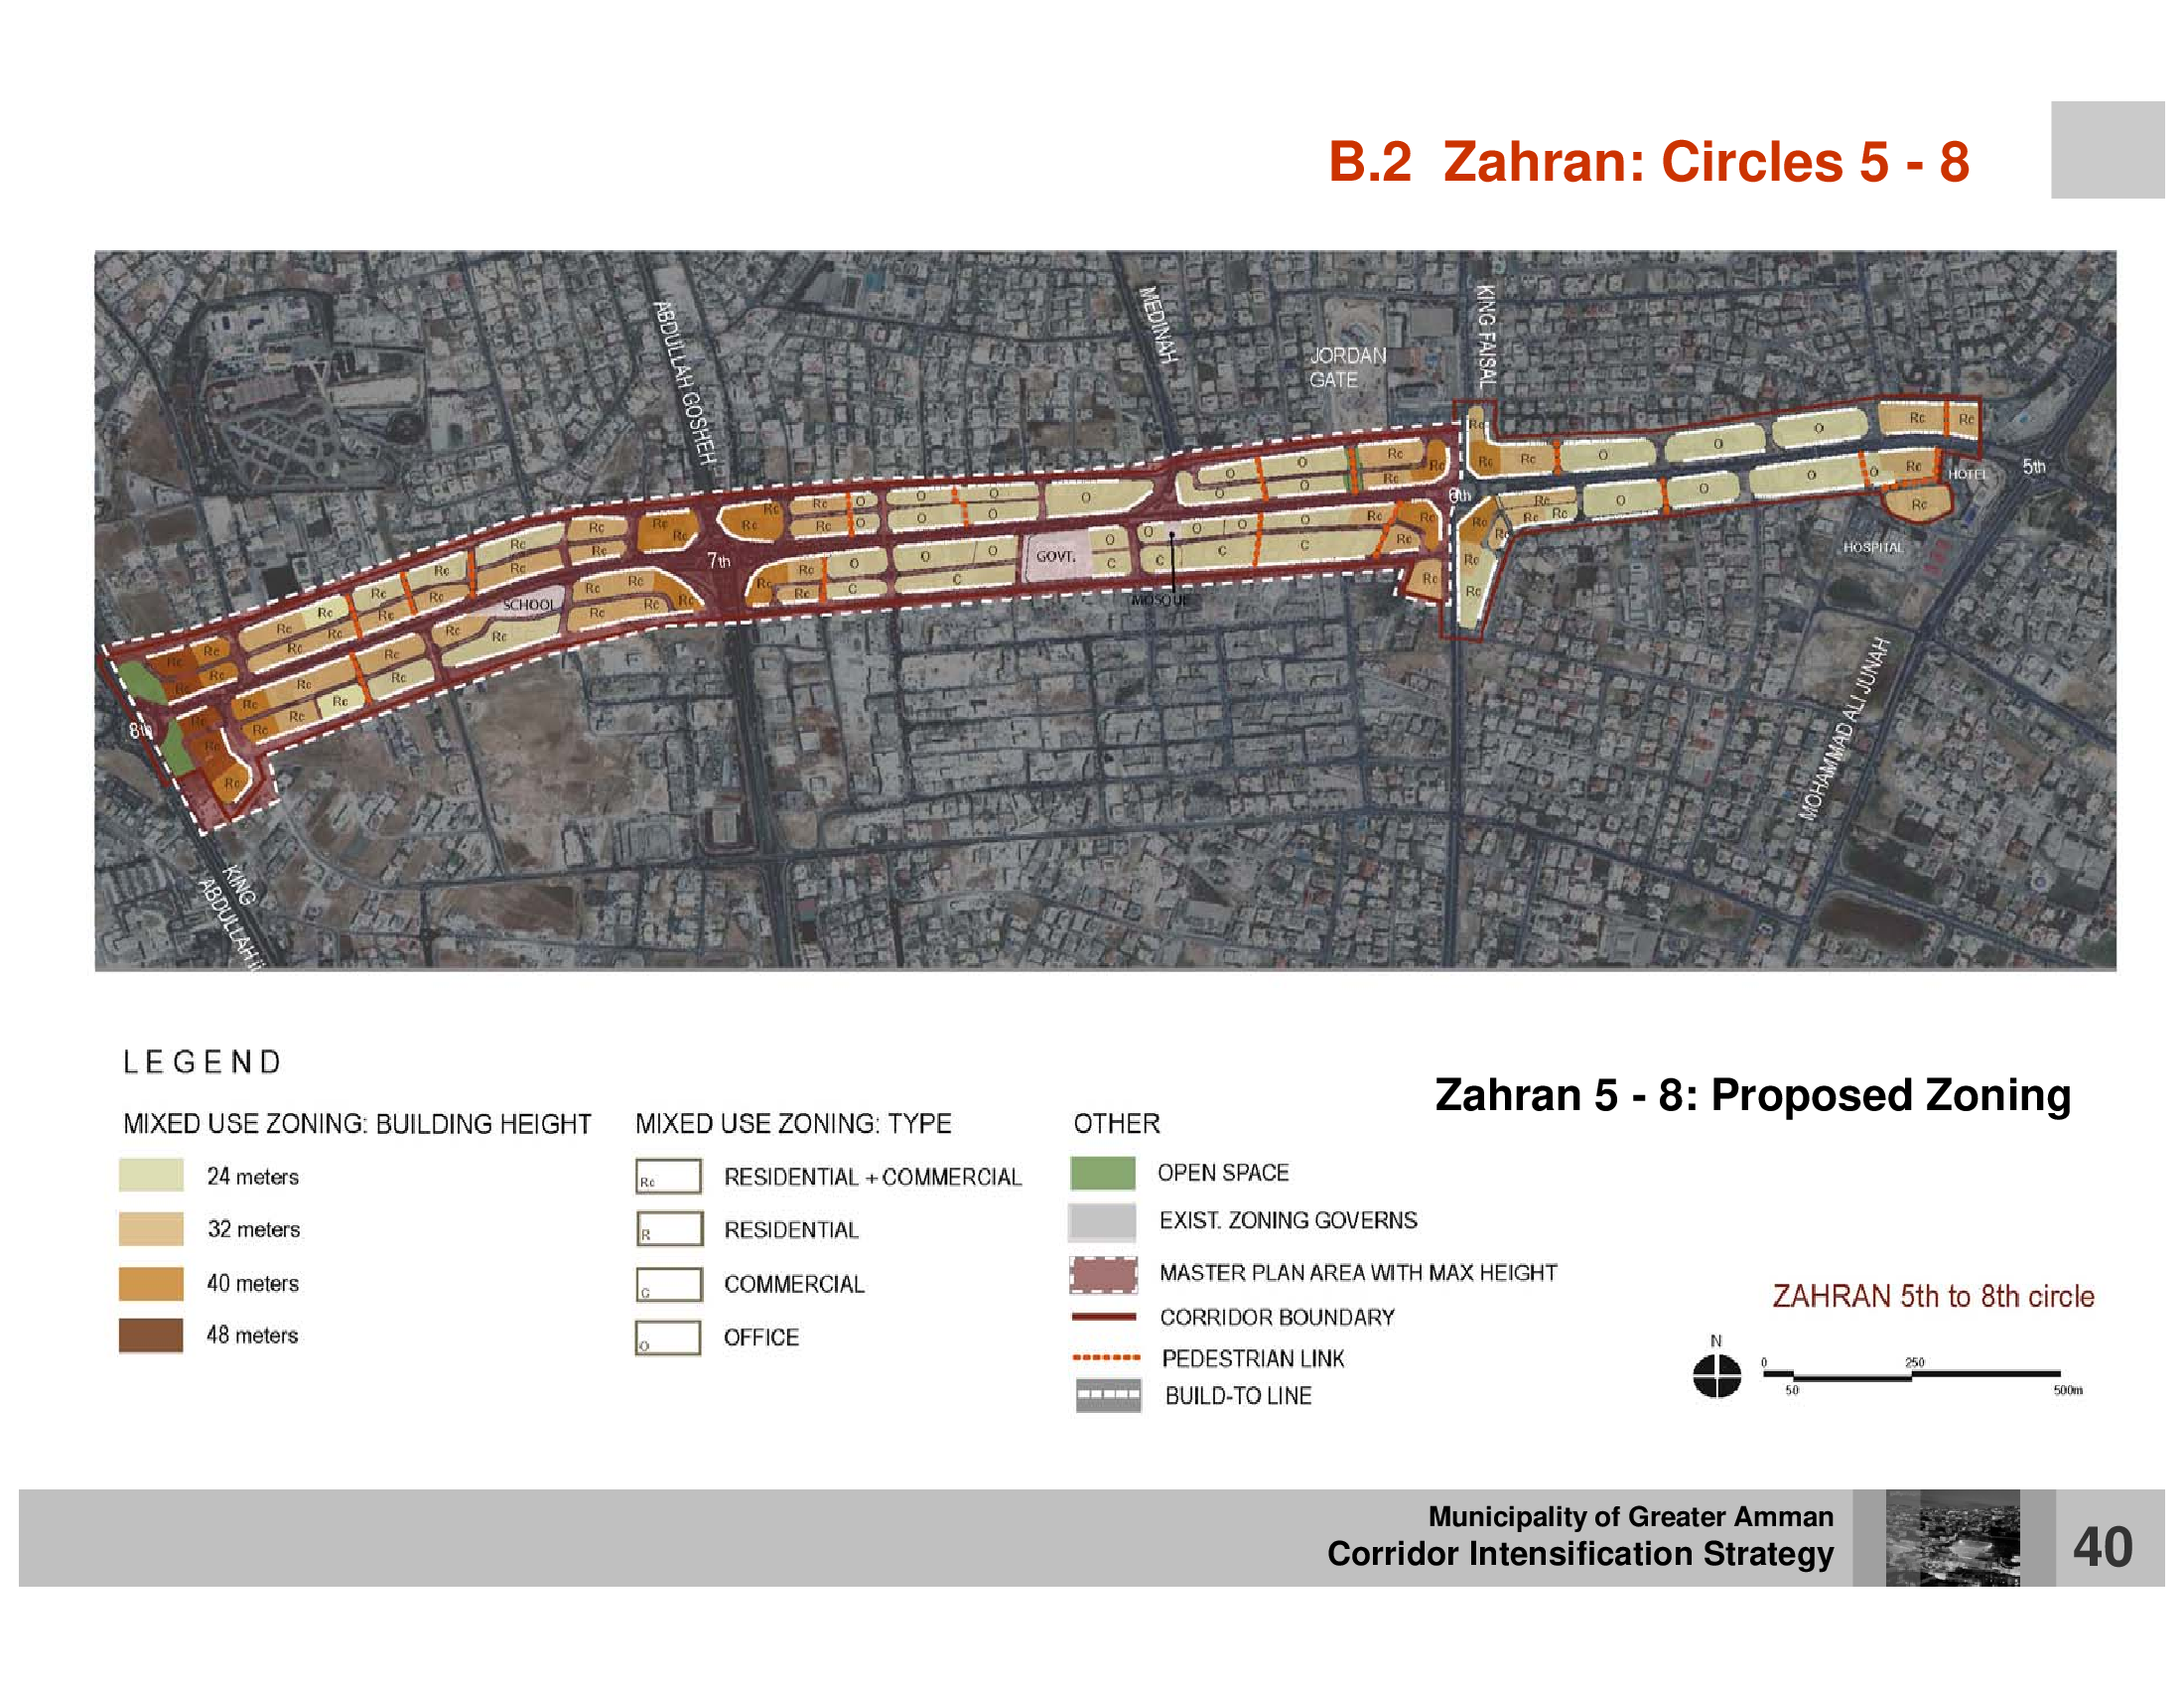 B.2 Zahran: Circles 5 - 8
ABDULLAH GOSHEH
MEDINAH
KING FAISAL
JORDAN
GATE
5th
HOTEL
HOSPITAL
6th
7th
GOVT.
MOSQUE
SCHOOL
8th
MOHAMMAD ALI JUNAH
KING
ABDULLAH II
Rc
O
C
LEGEND
MIXED USE ZONING: BUILDING HEIGHT
24 meters
32 meters
40 meters
48 meters
MIXED USE ZONING: TYPE
Rc RESIDENTIAL + COMMERCIAL
R RESIDENTIAL
C COMMERCIAL
O OFFICE
OTHER
OPEN SPACE
EXIST. ZONING GOVERNS
MASTER PLAN AREA WITH MAX HEIGHT
CORRIDOR BOUNDARY
PEDESTRIAN LINK
BUILD-TO LINE
Zahran 5 - 8: Proposed Zoning
ZAHRAN 5th to 8th circle
N
0 250
50 500m
Municipality of Greater Amman
Corridor Intensification Strategy
40